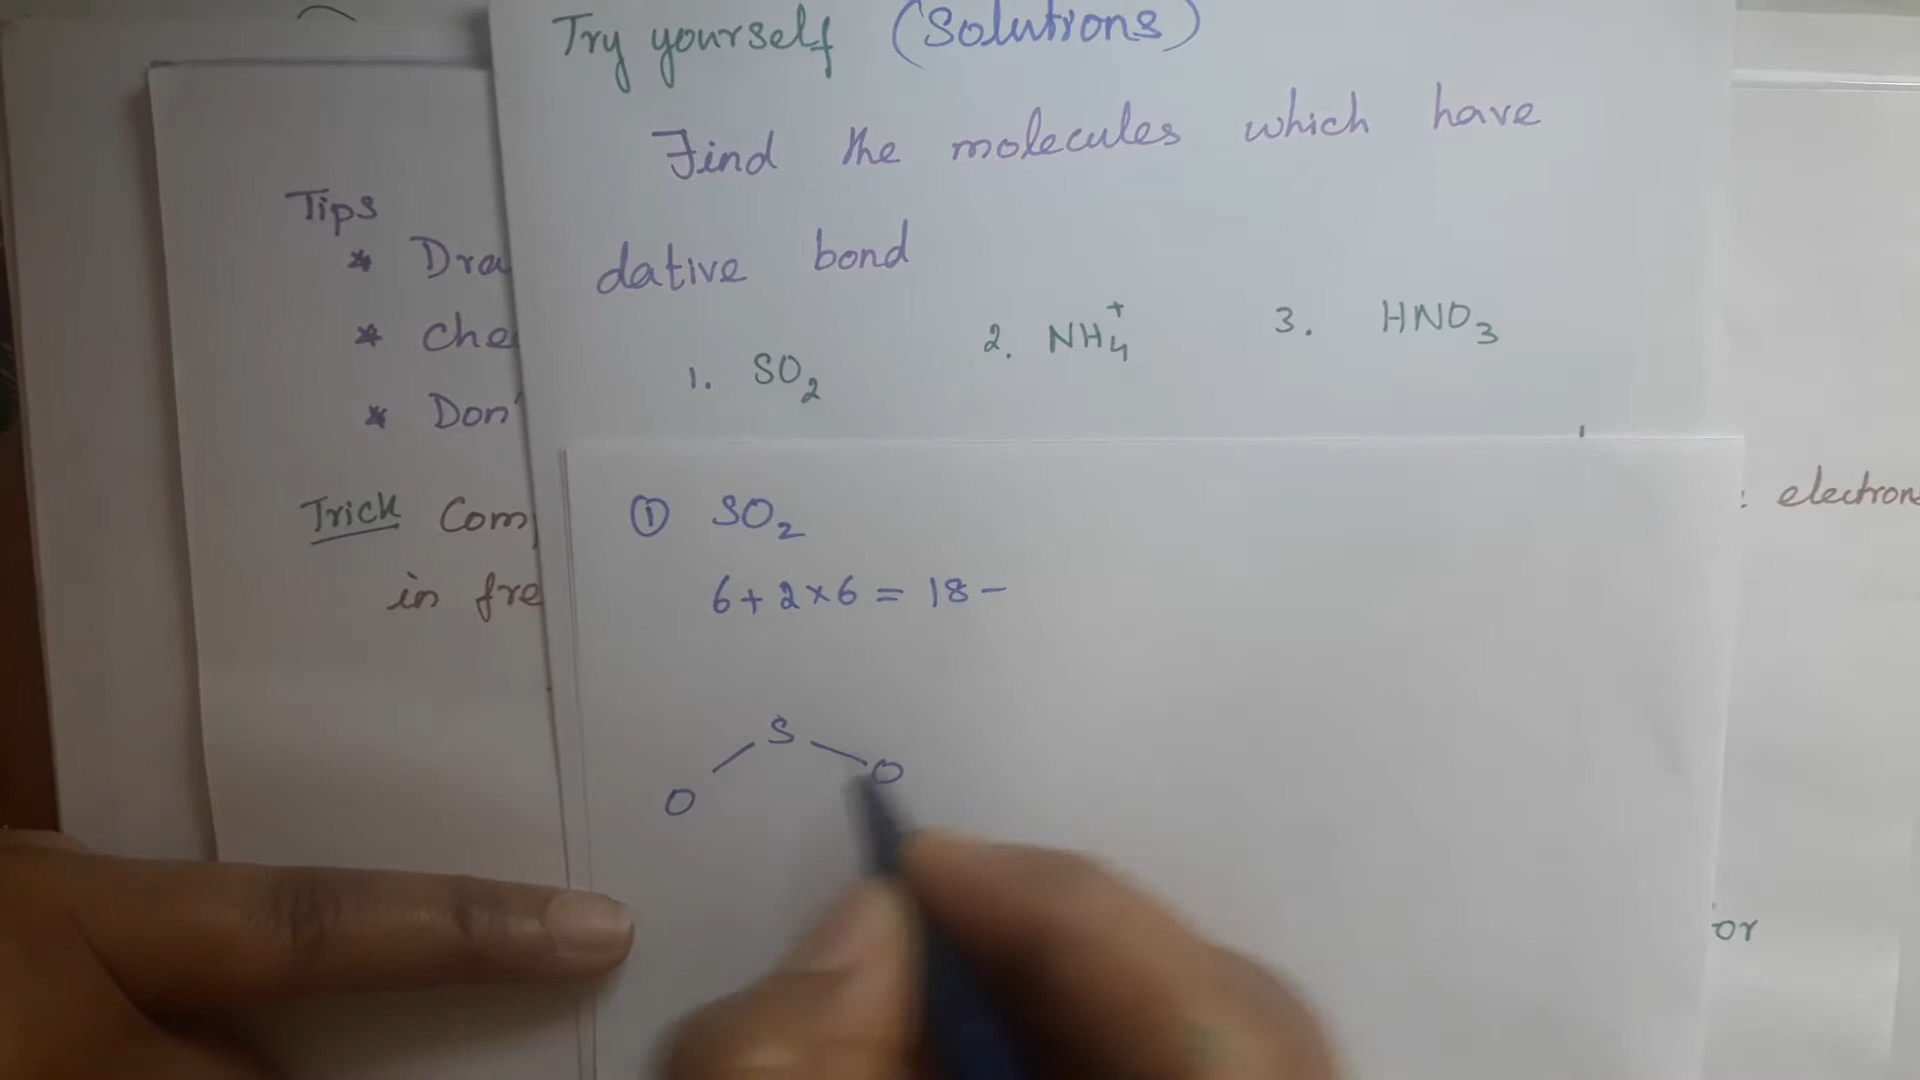 Try yourself (Solutions)
Find the molecules which have
dative bond
1. SO2
2. NH4+
3. HNO3
Tips
* Dra
* Che
* Don'
Trick Com
in fre
① SO2
6+2×6 = 18 –
S
O
O
: electron
or